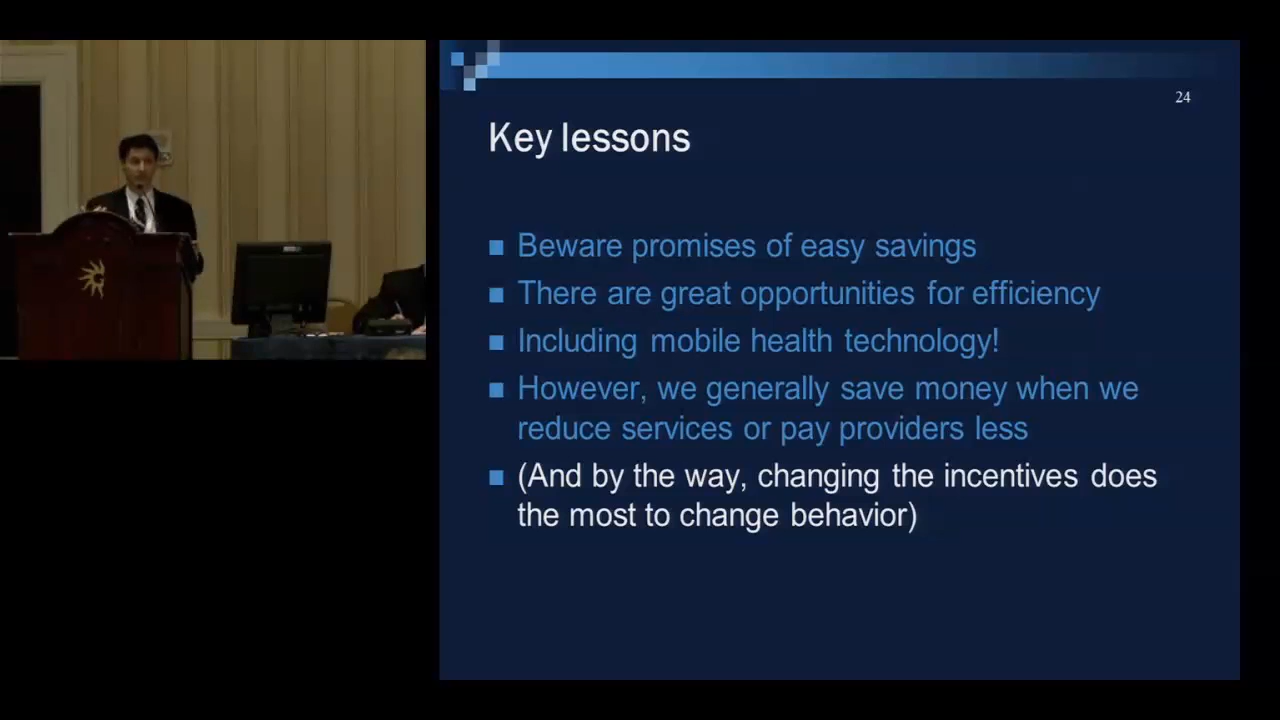 24
Key lessons
Beware promises of easy savings
There are great opportunities for efficiency
Including mobile health technology!
However, we generally save money when we
reduce services or pay providers less
(And by the way, changing the incentives does
the most to change behavior)